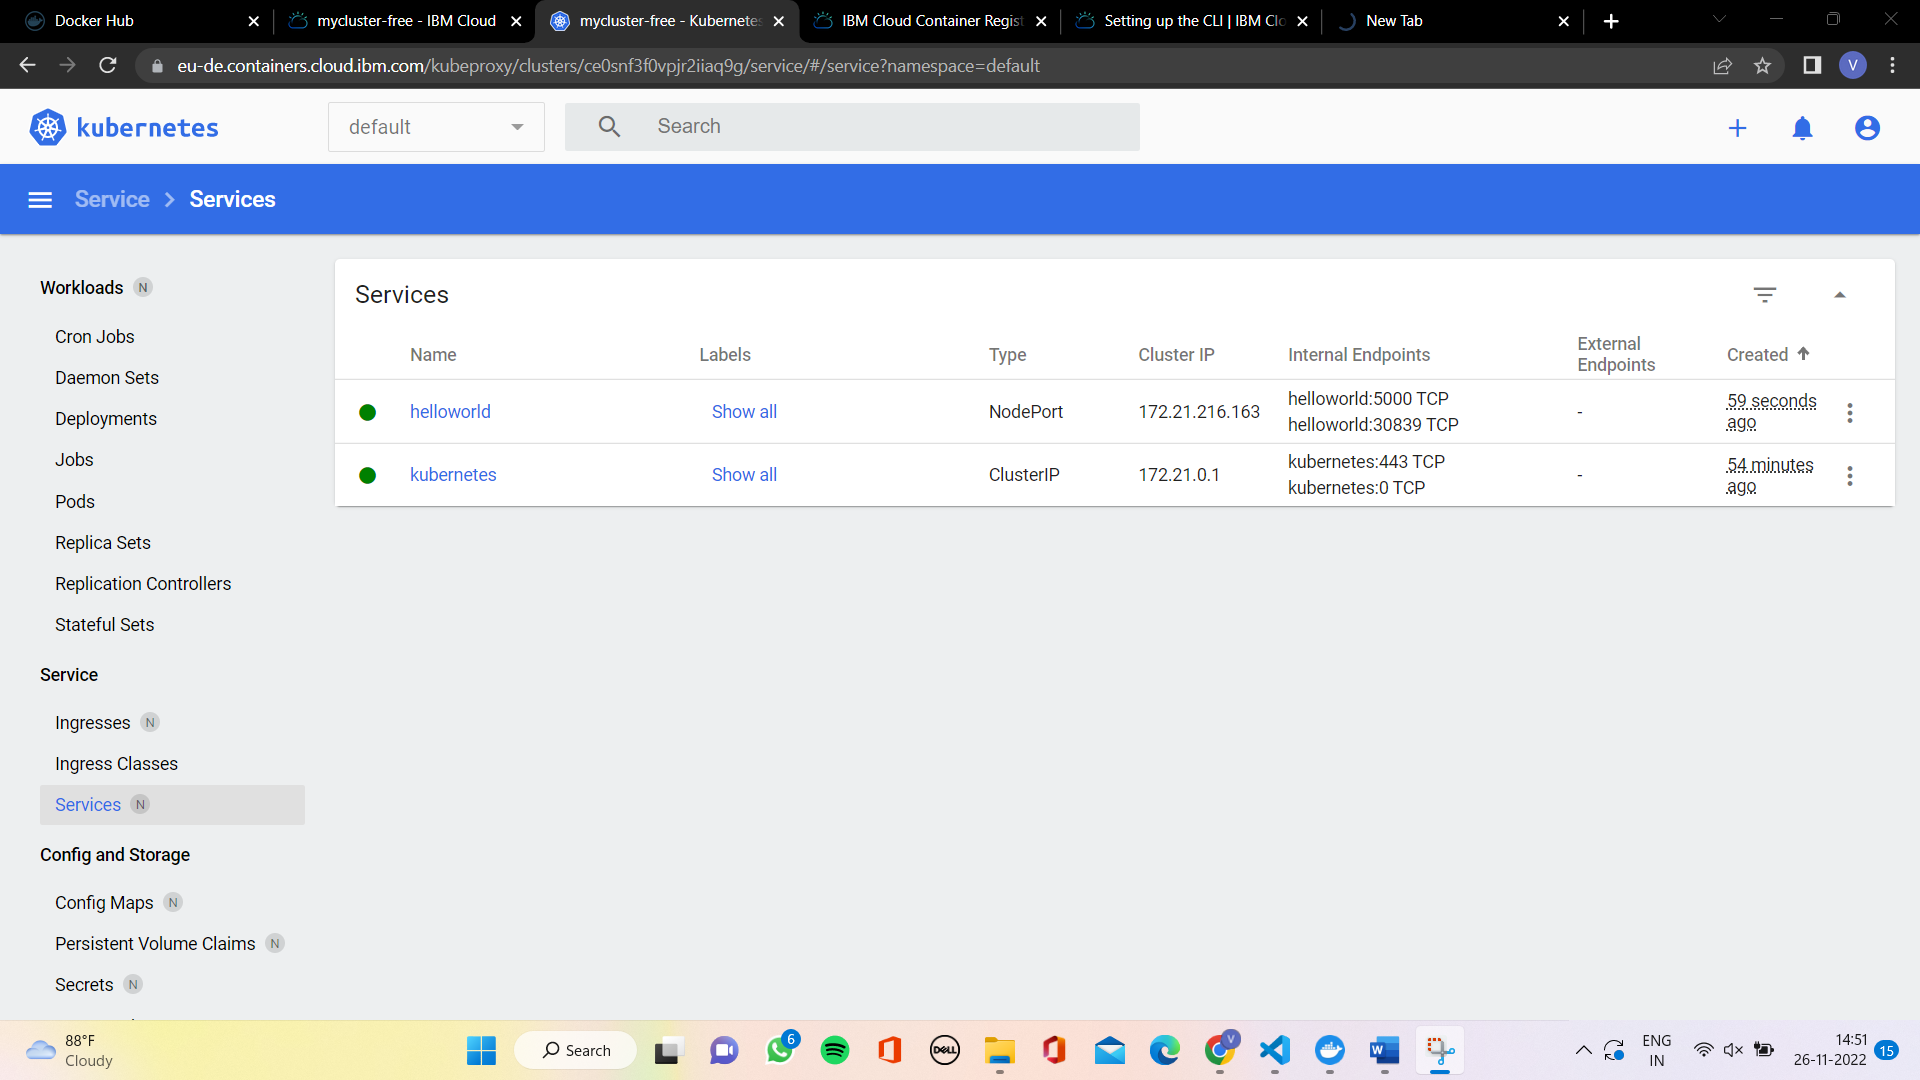 Docker Hub
mycluster-free - IBM Cloud
mycluster-free - Kubernetes
IBM Cloud Container Regist
Setting up the CLI | IBM Clo
New Tab
eu-de.containers.cloud.ibm.com/kubeproxy/clusters/ce0snf3f0vpjr2iiaq9g/service/#/service?namespace=default
V
kubernetes
default
Search
Service
Services
Workloads N
Cron Jobs
Daemon Sets
Deployments
Jobs
Pods
Replica Sets
Replication Controllers
Stateful Sets
Service
Ingresses N
Ingress Classes
Services N
Config and Storage
Config Maps N
Persistent Volume Claims N
Secrets N
Services
Name Labels Type Cluster IP Internal Endpoints External Endpoints Created
helloworld Show all NodePort 172.21.216.163 helloworld:5000 TCP - 59 seconds ago
helloworld:30839 TCP
kubernetes Show all ClusterIP 172.21.0.1 kubernetes:443 TCP - 54 minutes ago
kubernetes:0 TCP
88°F
Cloudy
Search
DELL
6
V
W
ENG
IN
14:51
26-11-2022
15